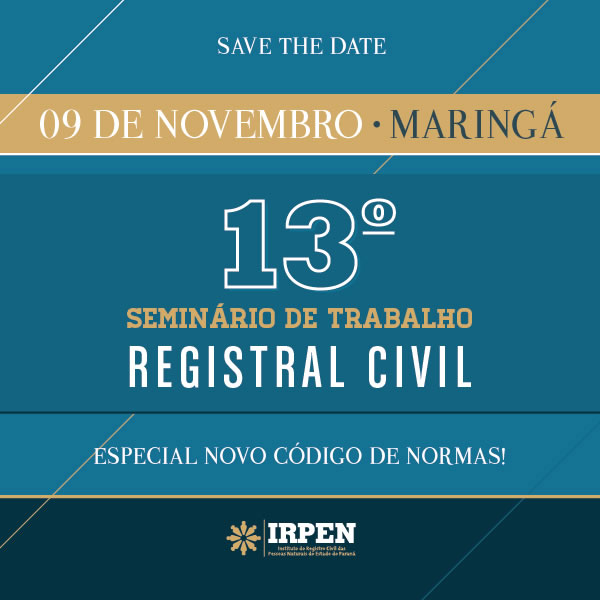 SAVE THE DATE
09 DE NOVEMBRO • MARINGÁ
13º
SEMINÁRIO DE TRABALHO
REGISTRAL CIVIL
ESPECIAL NOVO CÓDIGO DE NORMAS!
IRPEN
Instituto do Registro Civil das
Pessoas Naturais do Estado do Paraná